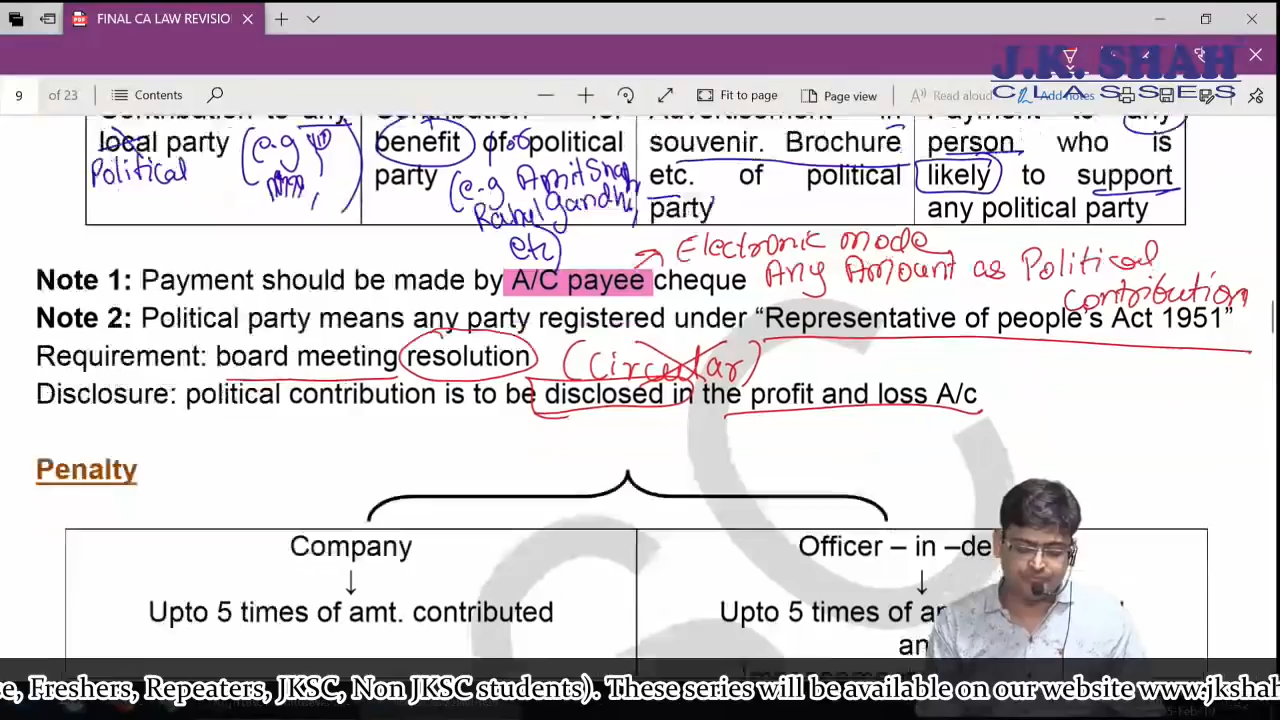 FINAL CA LAW REVISIO
9 of 23 Contents Fit to page Page view Read aloud Add notes
J.K. SHAH
CLASSES
local party
Political
(e.g
benefit of political
party
(e.g Amit Shah,
Rahul Gandhi,
etc)
souvenir. Brochure
etc. of political
party
Payment to any
person who is
likely to support
any political party
Electronic mode
Any Amount as Political
contribution
Note 1: Payment should be made by A/C payee cheque
Note 2: Political party means any party registered under “Representative of people’s Act 1951”
Requirement: board meeting resolution (Circular)
Disclosure: political contribution is to be disclosed in the profit and loss A/c
Penalty
Company
Upto 5 times of amt. contributed
Officer – in –de
Upto 5 times of
Freshers, Repeaters, JKSC, Non JKSC students). These series will be available on our website www.jkshah